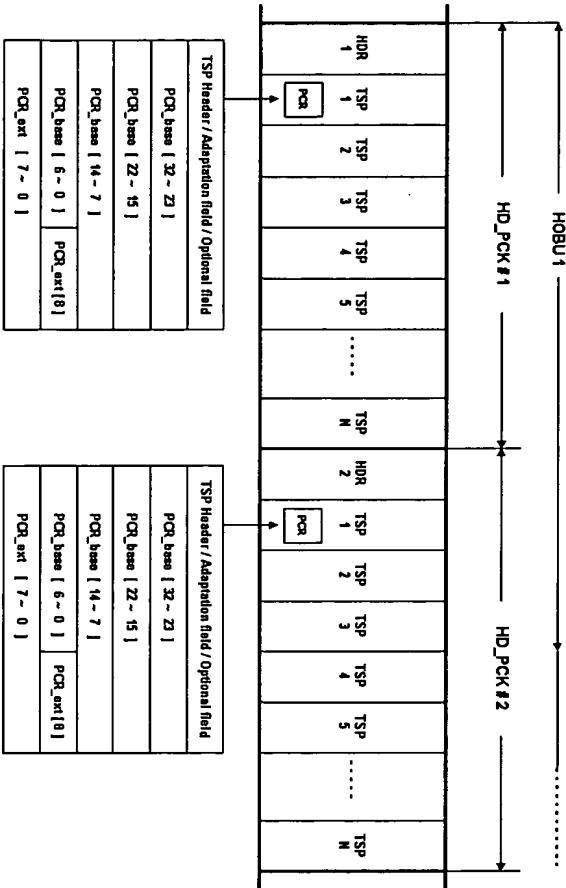 HOBU 1
HD_PCK #1
HD_PCK #2
HDR 1
TSP 1
TSP 2
TSP 3
TSP 4
TSP 5
......
TSP N
HDR 2
TSP 1
TSP 2
TSP 3
TSP 4
TSP 5
......
TSP N
PCR
PCR
TSP Header / Adaptation field / Optional field
PCR_base [ 32 ~ 23 ]
PCR_base [ 22 ~ 15 ]
PCR_base [ 14 ~ 7 ]
PCR_base [ 6 ~ 0 ] PCR_ext [8]
PCR_ext [ 7 ~ 0 ]
TSP Header / Adaptation field / Optional field
PCR_base [ 32 ~ 23 ]
PCR_base [ 22 ~ 15 ]
PCR_base [ 14 ~ 7 ]
PCR_base [ 6 ~ 0 ] PCR_ext [8]
PCR_ext [ 7 ~ 0 ]